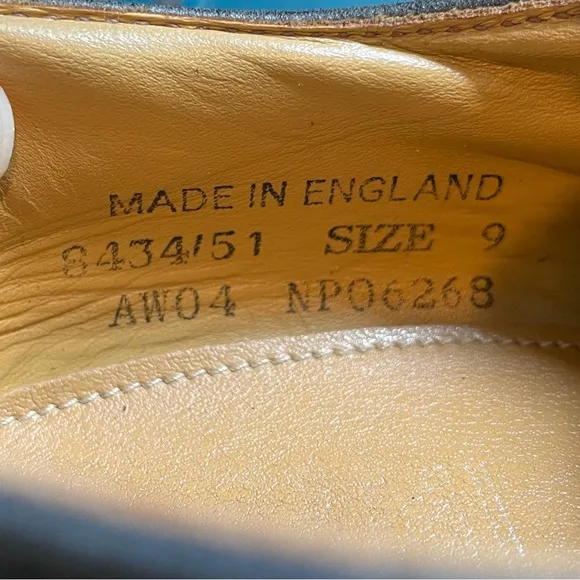 MADE IN ENGLAND
8434/51 SIZE 9
AW04 NP06268